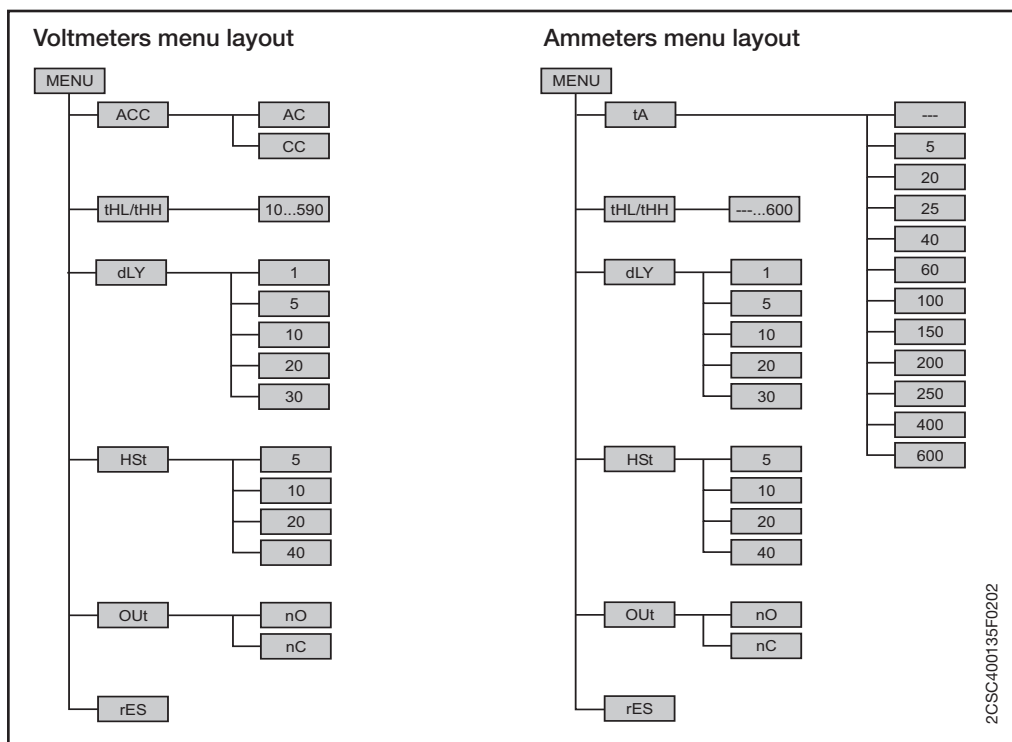 Voltmeters menu layout
MENU
ACC
AC
CC
tHL/tHH
10...590
dLY
1
5
10
20
30
HSt
5
10
20
40
OUt
nO
nC
rES
Ammeters menu layout
MENU
tA
---
5
20
25
40
60
100
150
200
250
400
600
tHL/tHH
---...600
dLY
1
5
10
20
30
HSt
5
10
20
40
OUt
nO
nC
rES
2CSC400135F0202